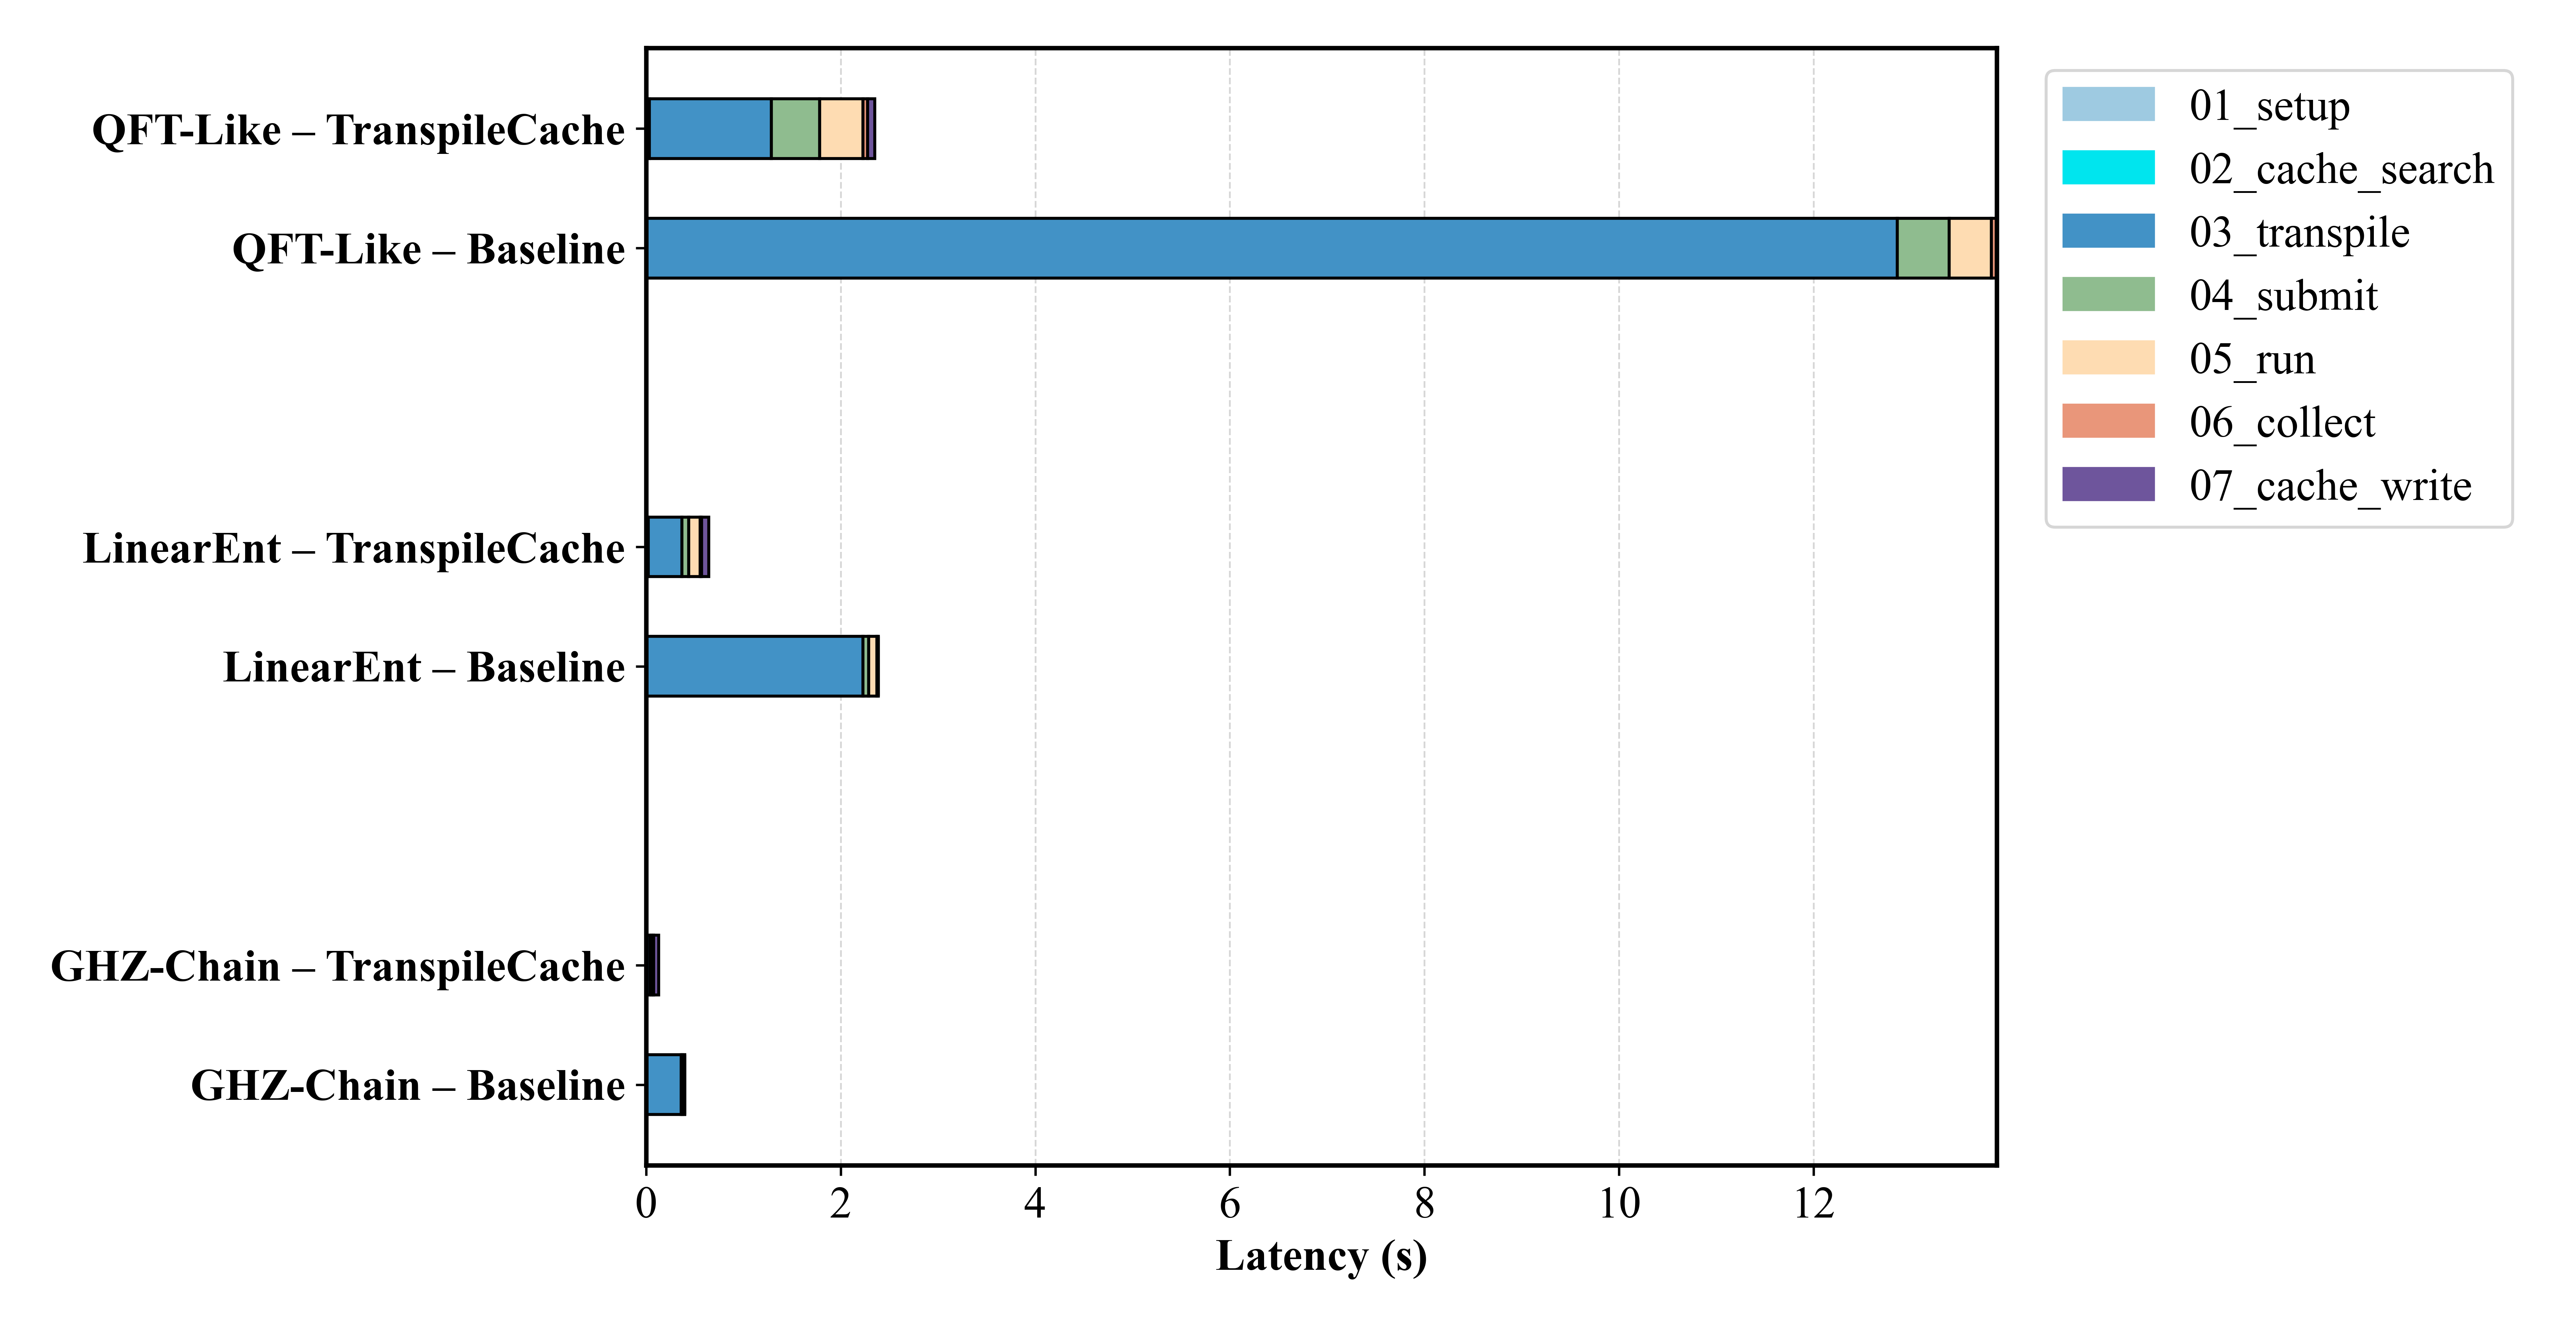 QFT-Like – TranspileCache
QFT-Like – Baseline
LinearEnt – TranspileCache
LinearEnt – Baseline
GHZ-Chain – TranspileCache
GHZ-Chain – Baseline
0 2 4 6 8 10 12
Latency (s)
01_setup
02_cache_search
03_transpile
04_submit
05_run
06_collect
07_cache_write